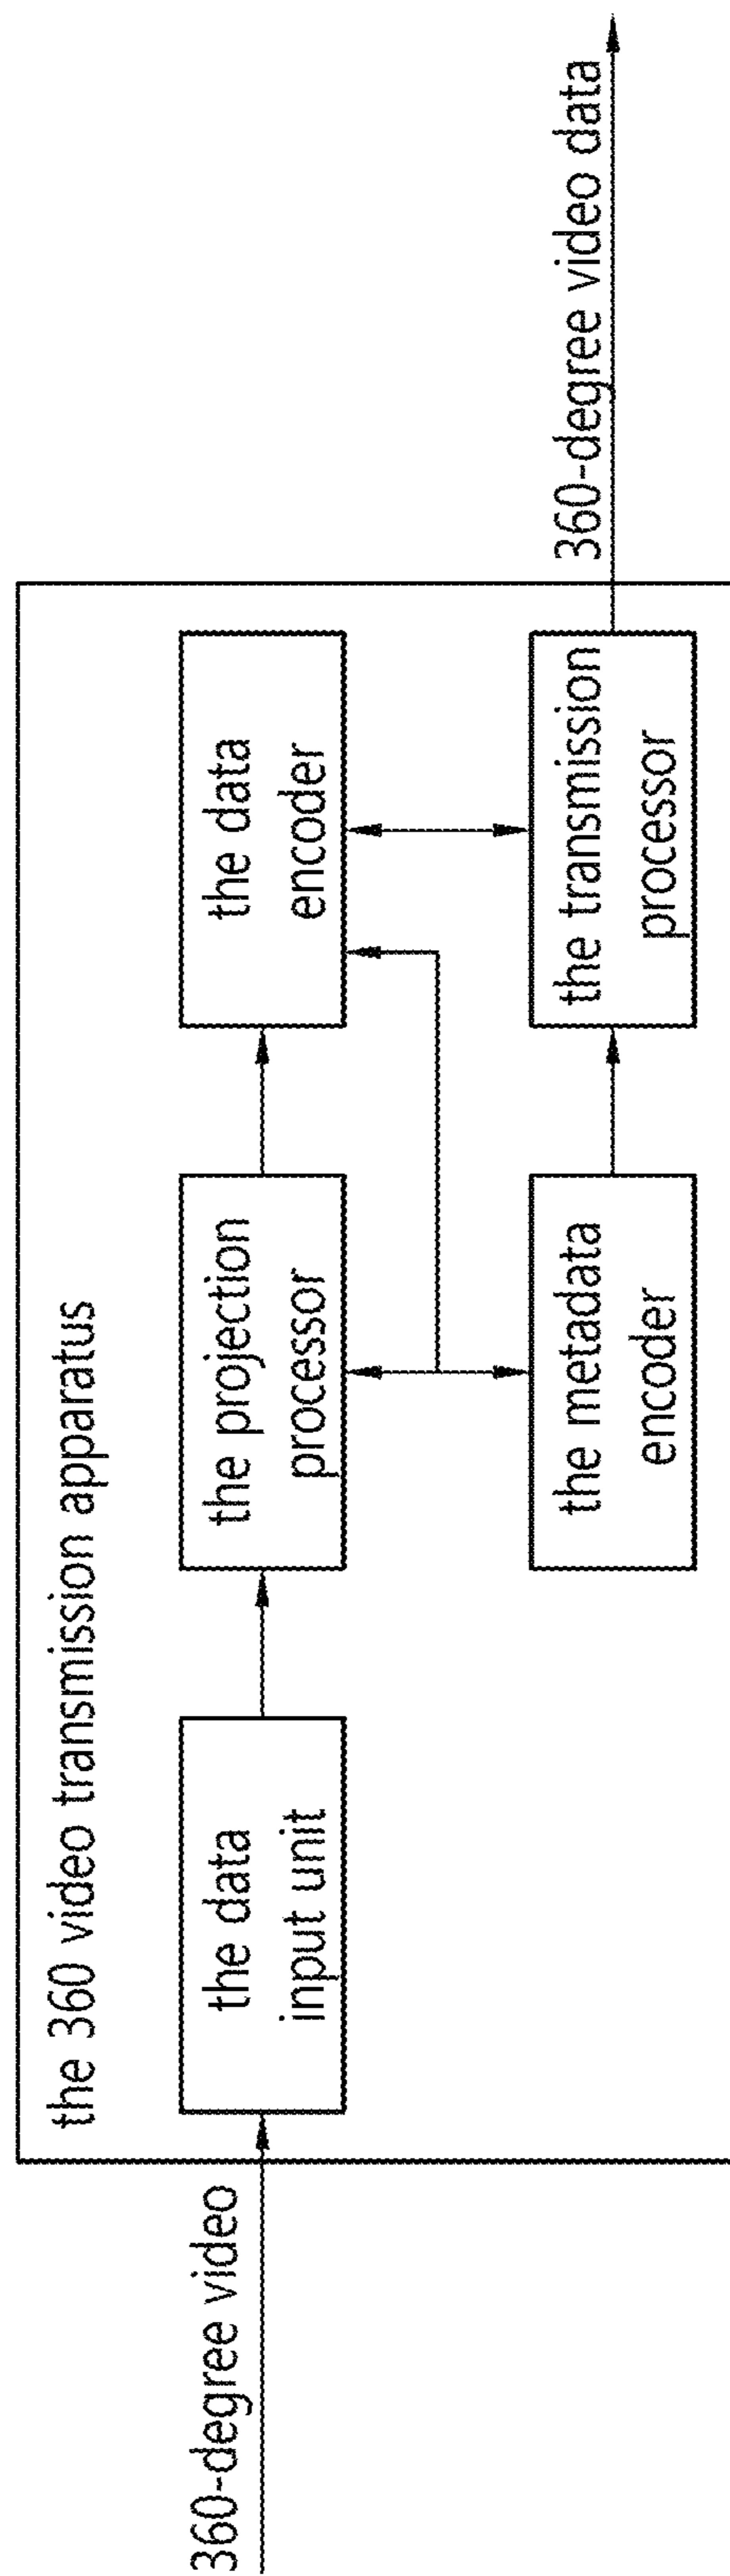 the 360 video transmission apparatus
360-degree video
the data
input unit
the projection
processor
the data
encoder
the metadata
encoder
the transmission
processor
360-degree video data